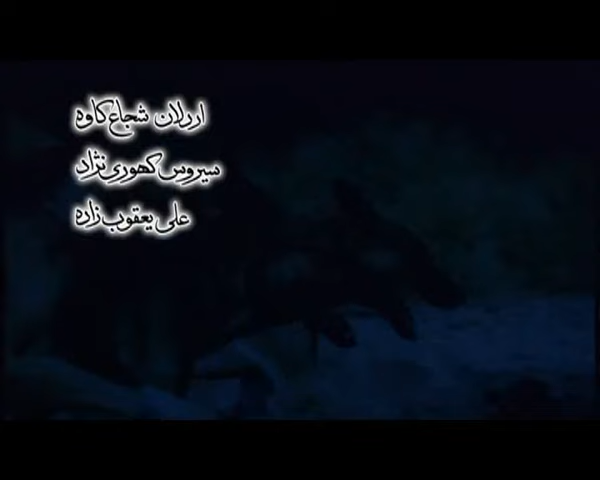 اردلان شجاع کاوه
سیروس کهوری نژاد
علی یعقوب زاده